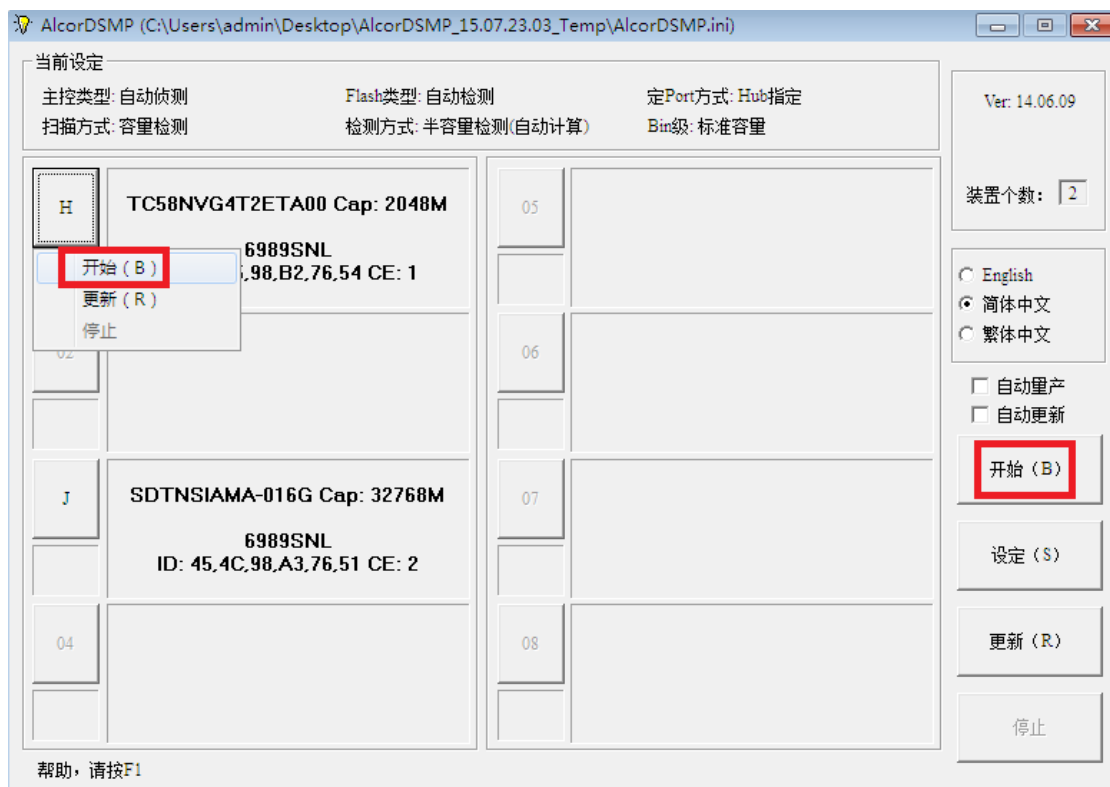 AlcorDSMP (C:\Users\admin\Desktop\AlcorDSMP_15.07.23.03_Temp\AlcorDSMP.ini)
当前设定
主控类型: 自动侦测 Flash类型: 自动检测 定Port方式: Hub指定
扫描方式: 容量检测 检测方式: 半容量检测(自动计算) Bin级: 标准容量
Ver: 14.06.09
装置个数: 2
H
TC58NVG4T2ETA00 Cap: 2048M
6989SNL
,98,B2,76,54 CE: 1
开始 ( B )
更新 ( R )
停止
02
J
SDTNSIAMA-016G Cap: 32768M
6989SNL
ID: 45,4C,98,A3,76,51 CE: 2
04
05
06
07
08
English
简体中文
繁体中文
自动量产
自动更新
开始 (B)
设定 (S)
更新 (R)
停止
帮助，请按F1